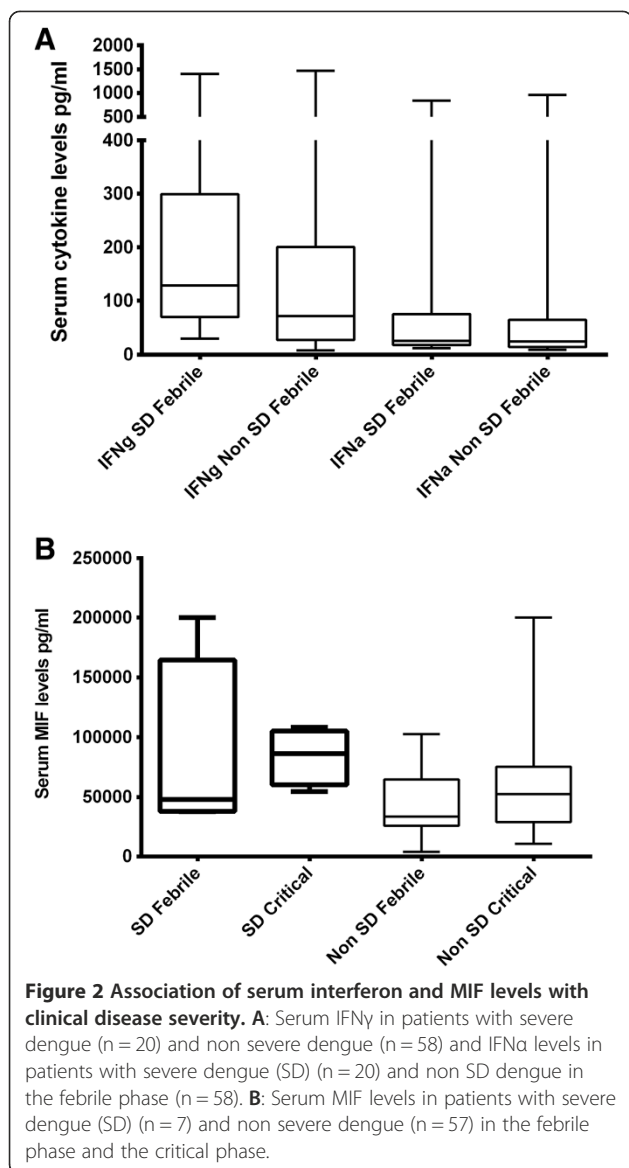 A
2000
1500
1000
500
400
300
200
100
0
Serum cytokine levels pg/ml
IFNg SD Febrile
IFNg Non SD Febrile
IFNa SD Febrile
IFNa Non SD Febrile
B
250000
200000
150000
100000
50000
0
Serum MIF levels pg/ml
SD Febrile
SD Critical
Non SD Febrile
Non SD Critical
Figure 2 Association of serum interferon and MIF levels with
clinical disease severity. A: Serum IFNγ in patients with severe
dengue (n = 20) and non severe dengue (n = 58) and IFNα levels in
patients with severe dengue (SD) (n = 20) and non SD dengue in
the febrile phase (n = 58). B: Serum MIF levels in patients with severe
dengue (SD) (n = 7) and non severe dengue (n = 57) in the febrile
phase and the critical phase.